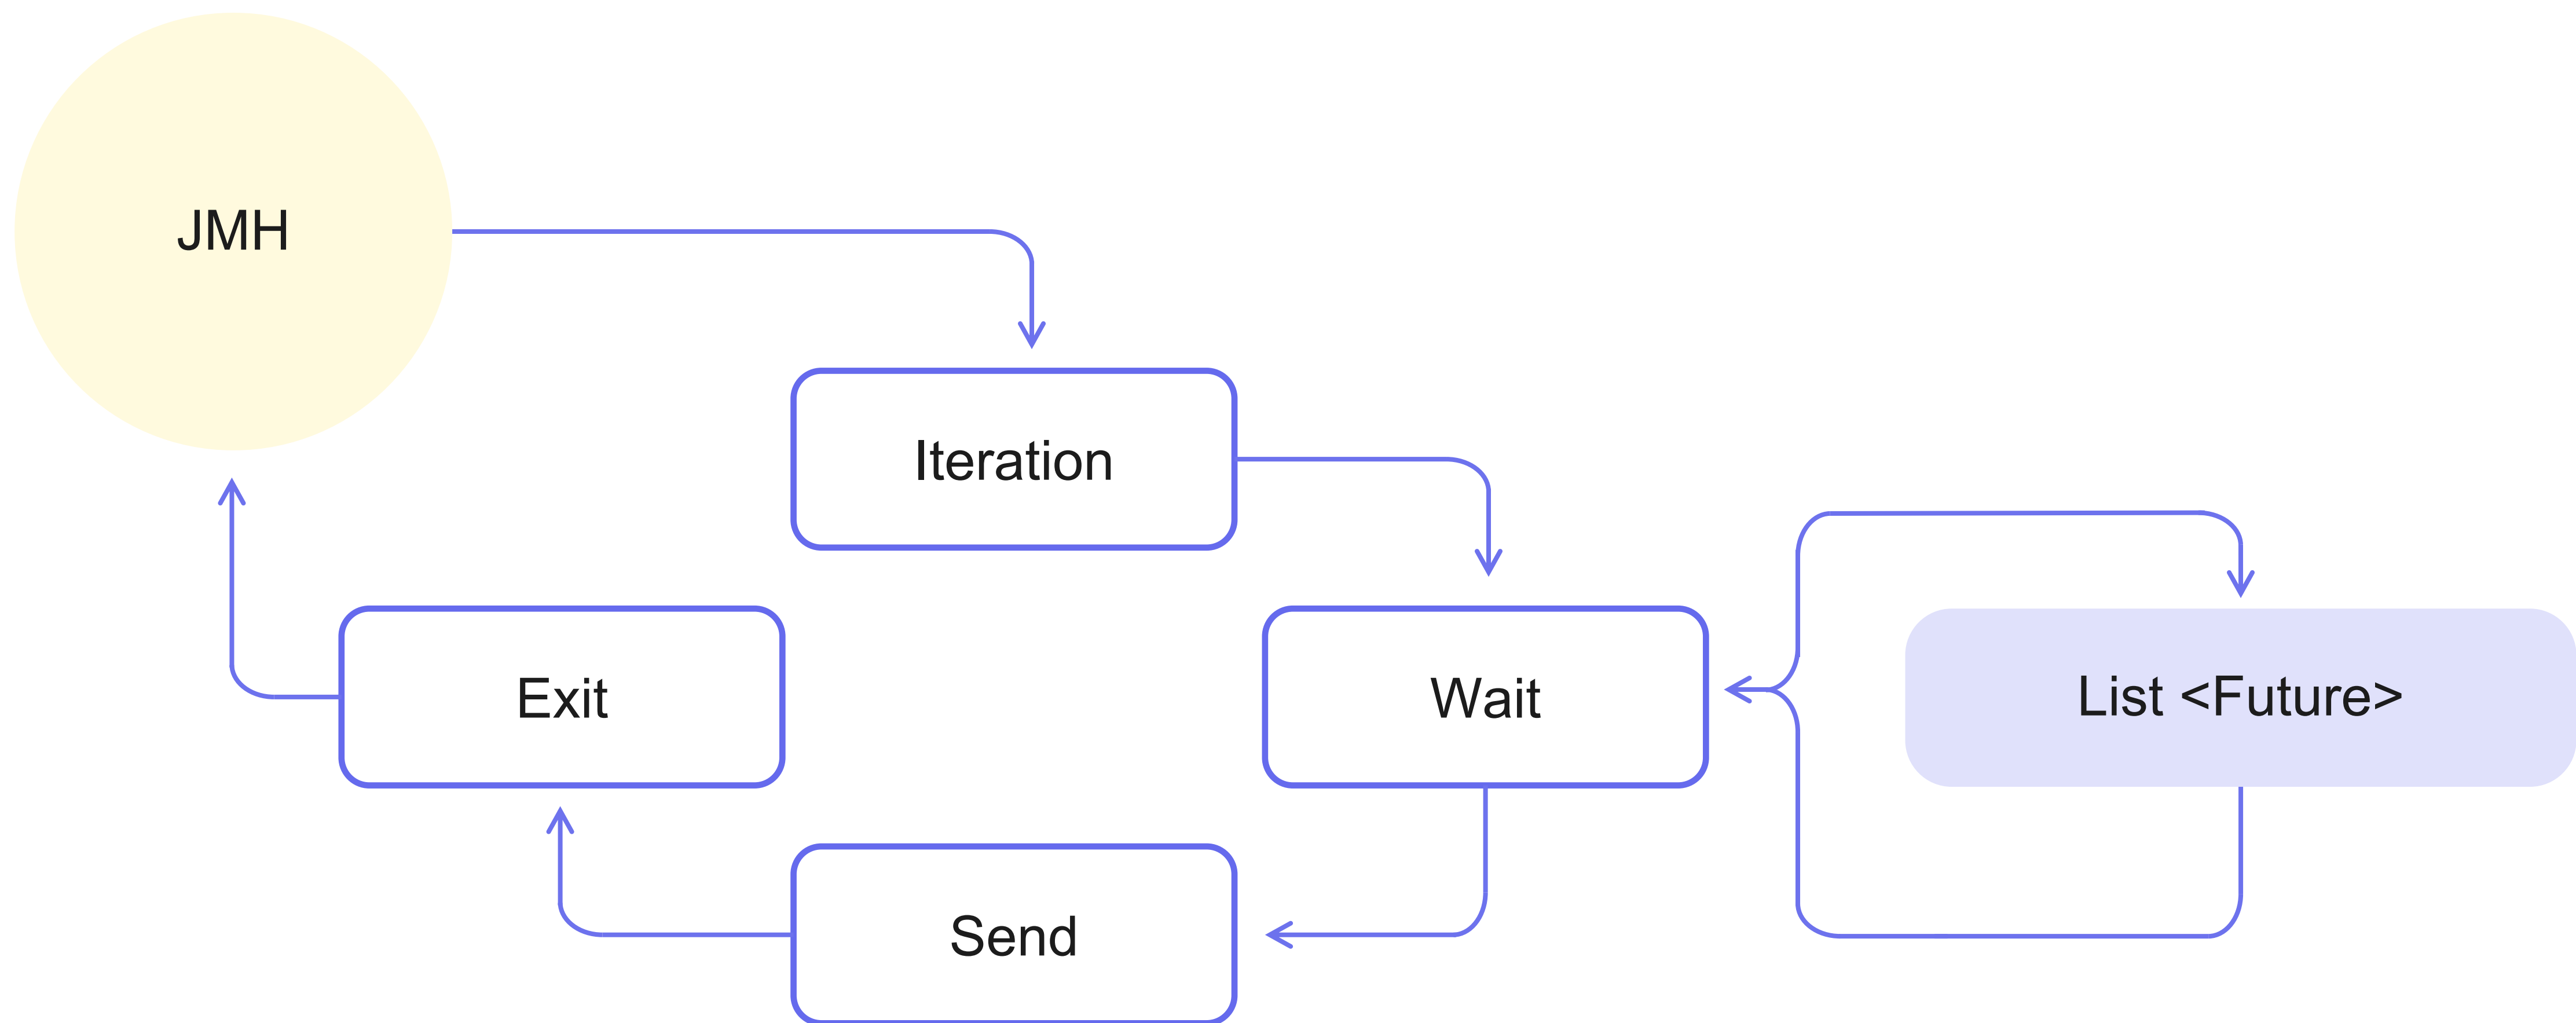 JMH
Iteration
Exit
Wait
List <Future>
Send